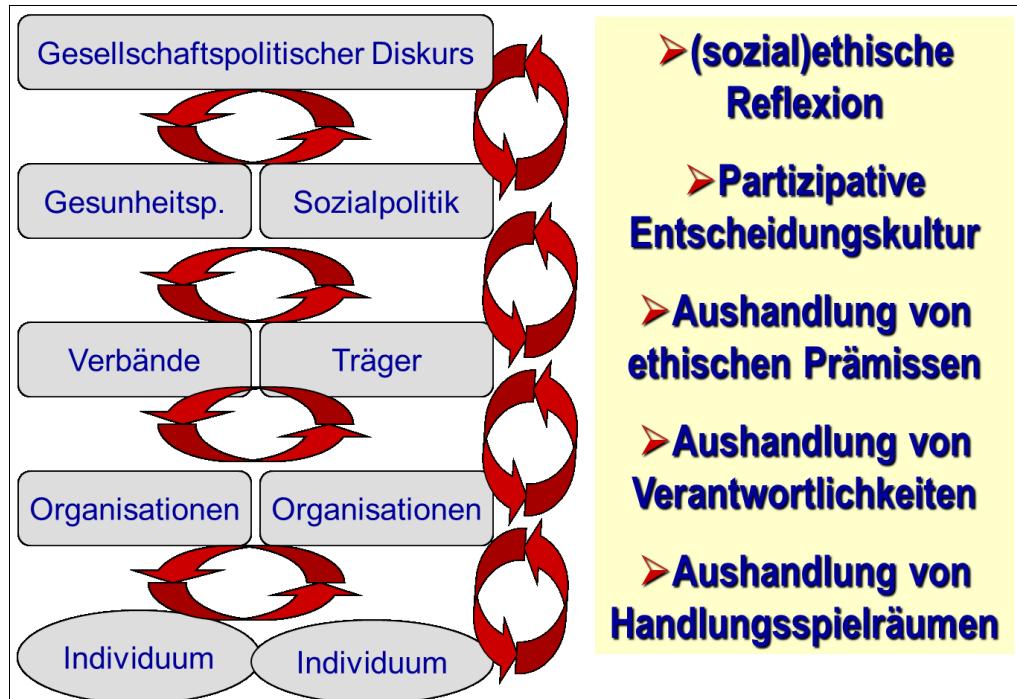 Gesellschaftspolitischer Diskurs
Gesunheitsp.
Sozialpolitik
Verbände
Träger
Organisationen
Organisationen
Individuum
Individuum
(sozial)ethische
Reflexion
Partizipative
Entscheidungskultur
Aushandlung von
ethischen Prämissen
Aushandlung von
Verantwortlichkeiten
Aushandlung von
Handlungsspielräumen